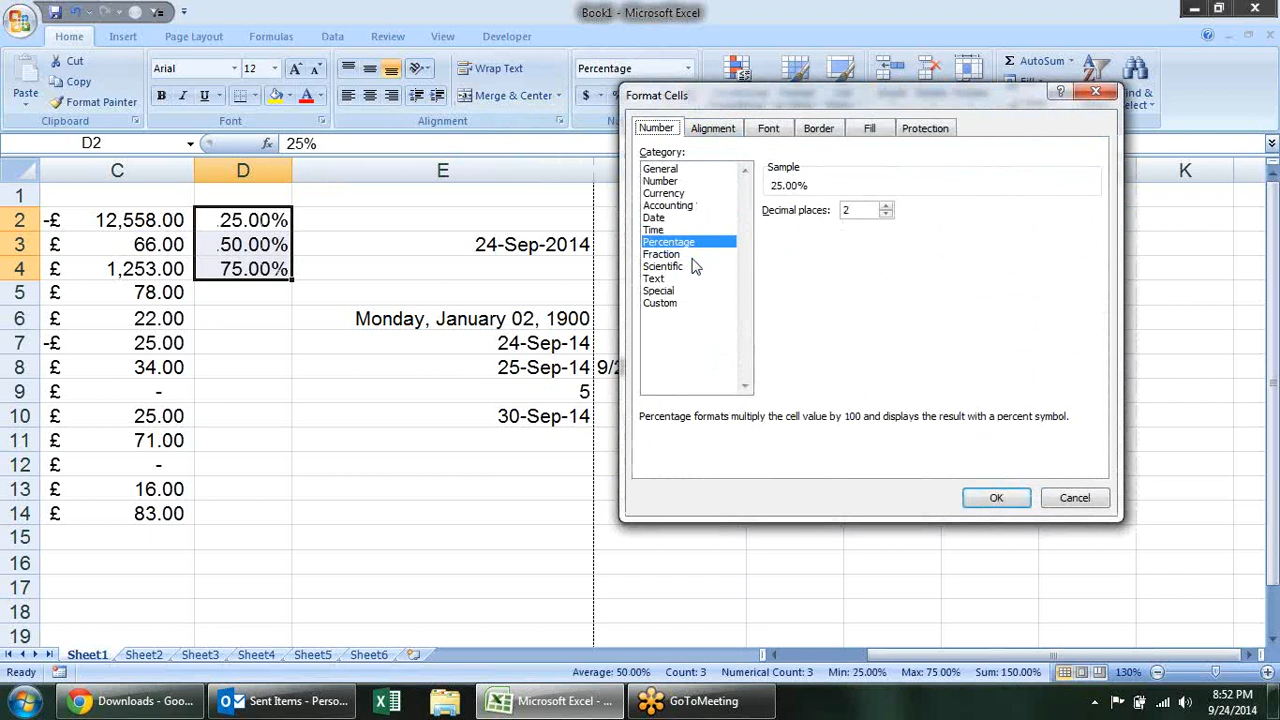 Book1 - Microsoft Excel
Home Insert Page Layout Formulas Data Review View Developer
Cut
Copy
Paste
Format Painter
Clipboard
Arial 12
B I U
Font
Wrap Text
Merge & Center
Alignment
Percentage
$
AutoSum
Find &
Select
D2 fx 25%
C D E K
1
2 -£ 12,558.00 25.00%
3 £ 66.00 50.00% 24-Sep-2014
4 £ 1,253.00 75.00%
5 £ 78.00
6 £ 22.00 Monday, January 02, 1900
7 -£ 25.00 24-Sep-14
8 £ 34.00 25-Sep-14 9/2
9 £ - 5
10 £ 25.00 30-Sep-14
11 £ 71.00
12 £ -
13 £ 16.00
14 £ 83.00
15
16
17
18
19
Format Cells
Number Alignment Font Border Fill Protection
Category:
General
Number
Currency
Accounting
Date
Time
Percentage
Fraction
Scientific
Text
Special
Custom
Sample
25.00%
Decimal places: 2
Percentage formats multiply the cell value by 100 and displays the result with a percent symbol.
OK Cancel
Sheet1 Sheet2 Sheet3 Sheet4 Sheet5 Sheet6
Ready Average: 50.00% Count: 3 Numerical Count: 3 Min: 25.00% Max: 75.00% Sum: 150.00% 130%
Downloads - Goo... Sent Items - Perso... Microsoft Excel - ... GoToMeeting
8:52 PM
9/24/2014